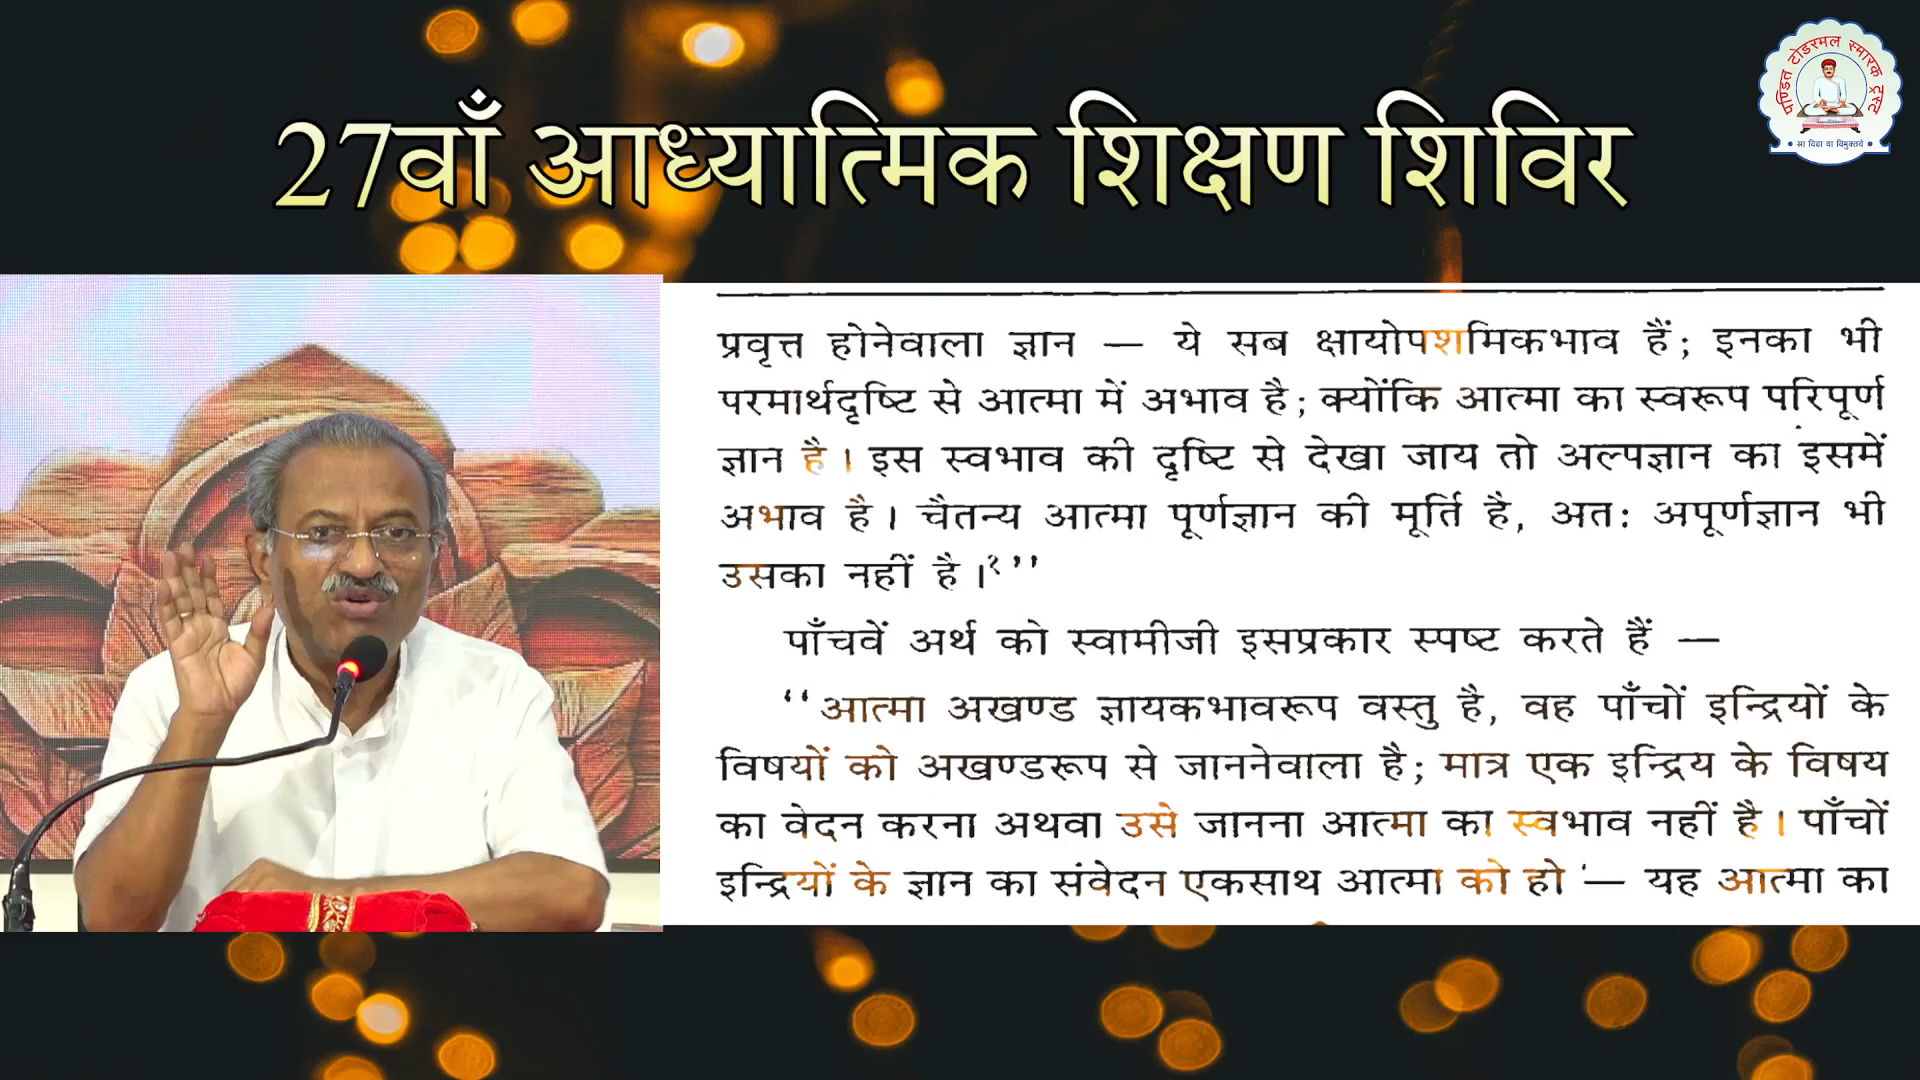 पण्डित टोडरमल स्मारक ट्रस्ट
• सा विद्या या विमुक्तये •
27वाँ आध्यात्मिक शिक्षण शिविर
प्रवृत्त होनेवाला ज्ञान — ये सब क्षायोपशमिकभाव हैं; इनका भी
परमार्थदृष्टि से आत्मा में अभाव है; क्योंकि आत्मा का स्वरूप परिपूर्ण
ज्ञान है। इस स्वभाव की दृष्टि से देखा जाय तो अल्पज्ञान का इसमें
अभाव है। चैतन्य आत्मा पूर्णज्ञान की मूर्ति है, अतः अपूर्णज्ञान भी
उसका नहीं है।१’’
पाँचवें अर्थ को स्वामीजी इसप्रकार स्पष्ट करते हैं —
‘‘आत्मा अखण्ड ज्ञायकभावरूप वस्तु है, वह पाँचों इन्द्रियों के
विषयों को अखण्डरूप से जाननेवाला है; मात्र एक इन्द्रिय के विषय
का वेदन करना अथवा उसे जानना आत्मा का स्वभाव नहीं है। पाँचों
इन्द्रियों के ज्ञान का संवेदन एकसाथ आत्मा को हो — यह आत्मा का